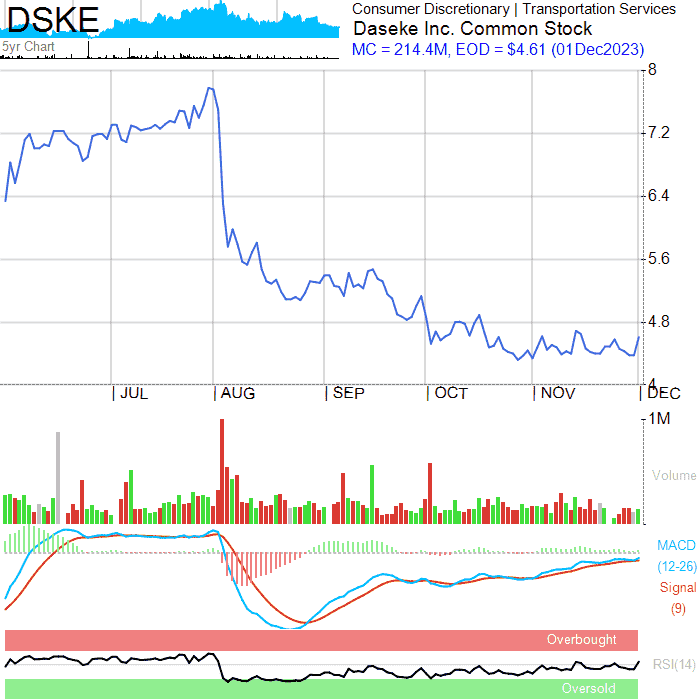 DSKE
5yr Chart
Consumer Discretionary | Transportation Services
Daseke Inc. Common Stock
MC = 214.4M, EOD = $4.61 (01Dec2023)
8
7.2
6.4
5.6
4.8
4
JUL AUG SEP OCT NOV DEC
1M
Volume
MACD
(12-26)
Signal
(9)
Overbought
RSI(14)
Oversold